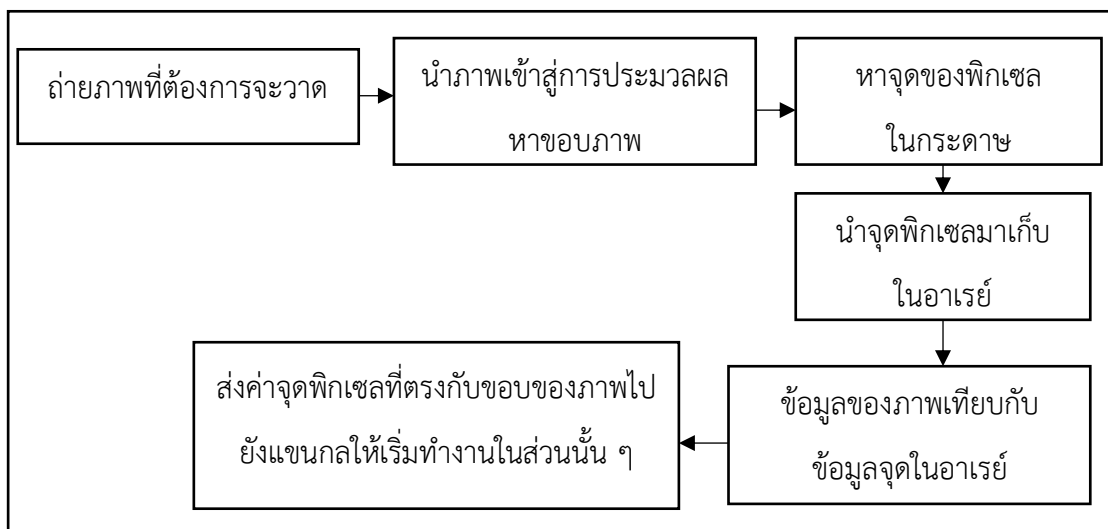 ถ่ายภาพที่ต้องการจะวาด
นำภาพเข้าสู่การประมวลผล
หาขอบภาพ
หาจุดของพิกเซล
ในกระดาษ
นำจุดพิกเซลมาเก็บ
ในอาเรย์
ข้อมูลของภาพเทียบกับ
ข้อมูลจุดในอาเรย์
ส่งค่าจุดพิกเซลที่ตรงกับขอบของภาพไป
ยังแขนกลให้เริ่มทำงานในส่วนนั้น ๆ